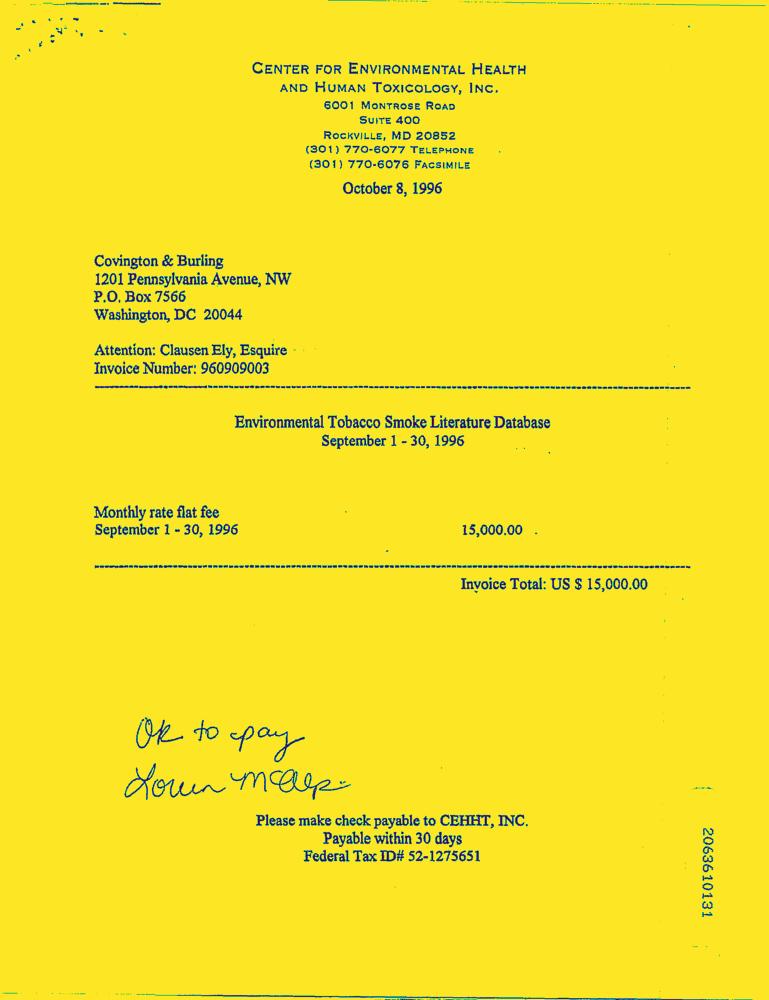 CENTER FOR ENVIRONMENTAL HEALTH
AND HUMAN TOXICOLOGY, INC.
6001 MONTROSE ROAD
SUITE 400
ROCKVILLE, MD 20852
(301) 770-6077 TELEPHONE
(301) 770-6076 FACSIMILE
October 8, 1996
Covington & Burling
1201 Pennsylvania Avenue, NW
P.O. Box 7566
Washington, DC 20044
Attention: Clausen Ely, Esquire
Invoice Number: 960909003
Environmental Tobacco Smoke Literature Database
September 1 - 30, 1996
Monthly rate flat fee
September 1 - 30, 1996 15,000.00
Invoice Total: US $ 15,000.00
Ok to pay
Please make check payable to CEHHT, INC.
Payable within 30 days
Federal Tax ID# 52-1275651
2063610131